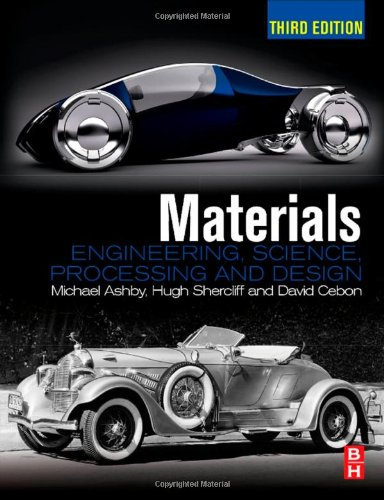 Copyrighted Material
THIRD EDITION
Materials
ENGINEERING, SCIENCE,
PROCESSING AND DESIGN
Michael Ashby, Hugh Shercliff and David Cebon
B
H
Copyrighted Material